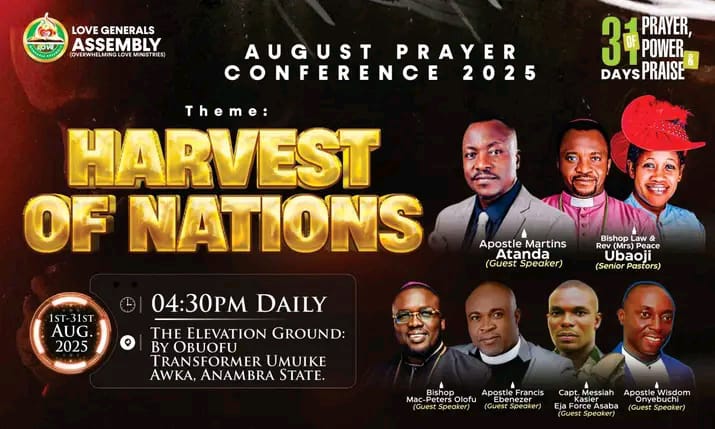 LOVE GENERALS
ASSEMBLY
(OVERWHELMING LOVE MINISTRIES)
AUGUST PRAYER
CONFERENCE 2025
31 DAYS OF
PRAYER,
POWER &
PRAISE
Theme:
HARVEST
OF NATIONS
Apostle Martins
Atanda
(Guest Speaker)
Bishop Law &
Rev (Mrs) Peace
Ubaoji
(Senior Pastors)
1ST-31ST
AUG.
2025
04:30PM DAILY
THE ELEVATION GROUND:
BY OBUOFU
TRANSFORMER UMUIKE
AWKA, ANAMBRA STATE.
Bishop
Mac-Peters Olofu
(Guest Speaker)
Apostle Francis
Ebenezer
(Guest Speaker)
Capt. Messiah
Kasier
Eja Force Asaba
(Guest Speaker)
Apostle Wisdom
Onyebuchi
(Guest Speaker)